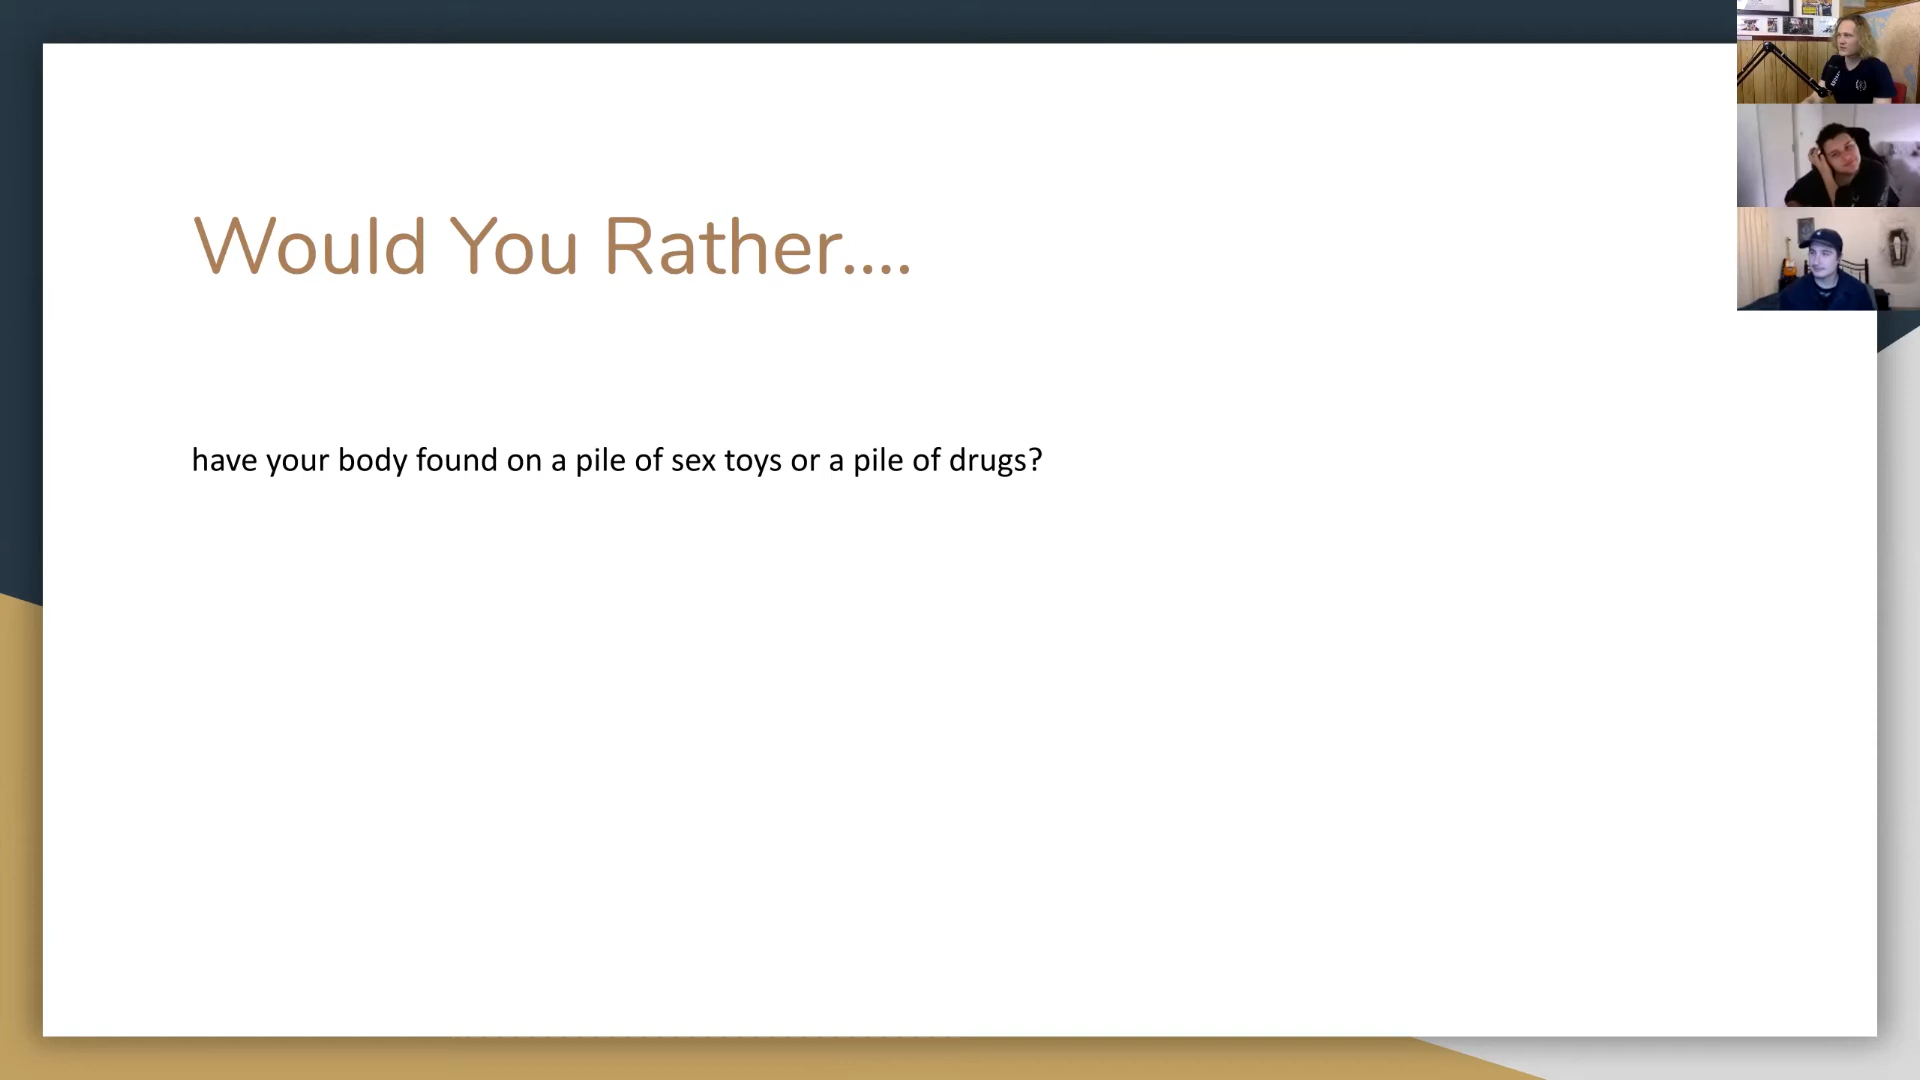 Would You Rather....
have your body found on a pile of sex toys or a pile of drugs?